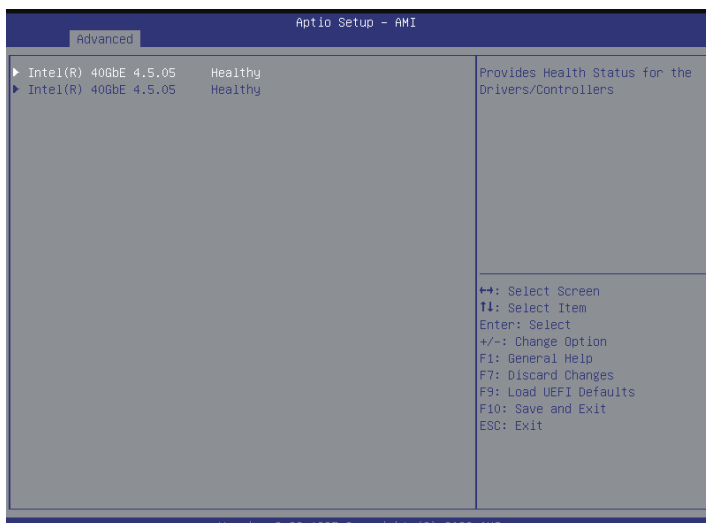 Aptio Setup - AMI
Advanced
Intel(R) 40GbE 4.5.05 Healthy
Intel(R) 40GbE 4.5.05 Healthy
Provides Health Status for the
Drivers/Controllers
↔: Select Screen
↑↓: Select Item
Enter: Select
+/-: Change Option
F1: General Help
F7: Discard Changes
F9: Load UEFI Defaults
F10: Save and Exit
ESC: Exit